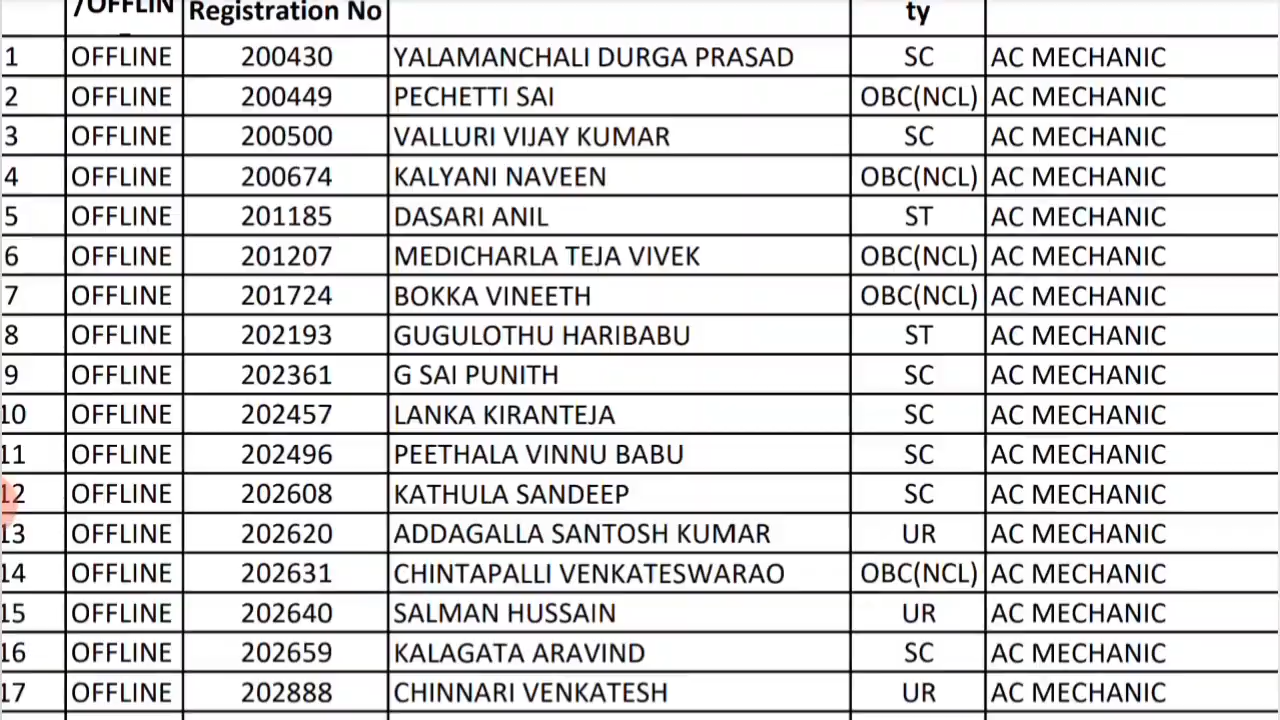 /OFFLIN Registration No ty
1 OFFLINE 200430 YALAMANCHALI DURGA PRASAD SC AC MECHANIC
2 OFFLINE 200449 PECHETTI SAI OBC(NCL) AC MECHANIC
3 OFFLINE 200500 VALLURI VIJAY KUMAR SC AC MECHANIC
4 OFFLINE 200674 KALYANI NAVEEN OBC(NCL) AC MECHANIC
5 OFFLINE 201185 DASARI ANIL ST AC MECHANIC
6 OFFLINE 201207 MEDICHARLA TEJA VIVEK OBC(NCL) AC MECHANIC
7 OFFLINE 201724 BOKKA VINEETH OBC(NCL) AC MECHANIC
8 OFFLINE 202193 GUGULOTHU HARIBABU ST AC MECHANIC
9 OFFLINE 202361 G SAI PUNITH SC AC MECHANIC
10 OFFLINE 202457 LANKA KIRANTEJA SC AC MECHANIC
11 OFFLINE 202496 PEETHALA VINNU BABU SC AC MECHANIC
12 OFFLINE 202608 KATHULA SANDEEP SC AC MECHANIC
13 OFFLINE 202620 ADDAGALLA SANTOSH KUMAR UR AC MECHANIC
14 OFFLINE 202631 CHINTAPALLI VENKATESWARAO OBC(NCL) AC MECHANIC
15 OFFLINE 202640 SALMAN HUSSAIN UR AC MECHANIC
16 OFFLINE 202659 KALAGATA ARAVIND SC AC MECHANIC
17 OFFLINE 202888 CHINNARI VENKATESH UR AC MECHANIC